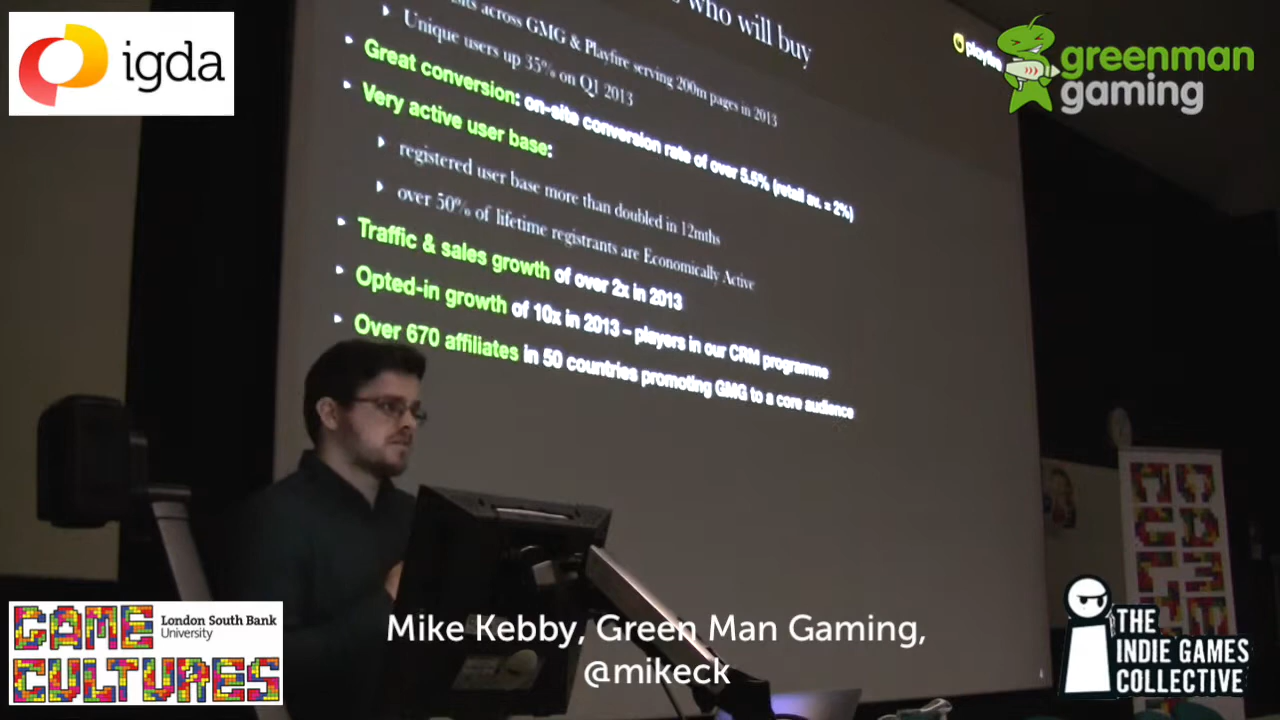 igda
who will buy
across GMG & Playfire serving 200m pages in 2013
Unique users up 35% on Q1 2013
Great conversion: on-site conversion rate of over 5.5% (retail av. = 2%)
Very active user base:
registered user base more than doubled in 12mths
over 50% of lifetime registrants are Economically Active
Traffic & sales growth of over 2x in 2013
Opted-in growth of 10x in 2013 – players in our CRM programme
Over 670 affiliates in 50 countries promoting GMG to a core audience
playfire
greenman
gaming
GAME
CULTURES
London South Bank
University
Mike Kebby, Green Man Gaming,
@mikeck
THE
INDIE GAMES
COLLECTIVE